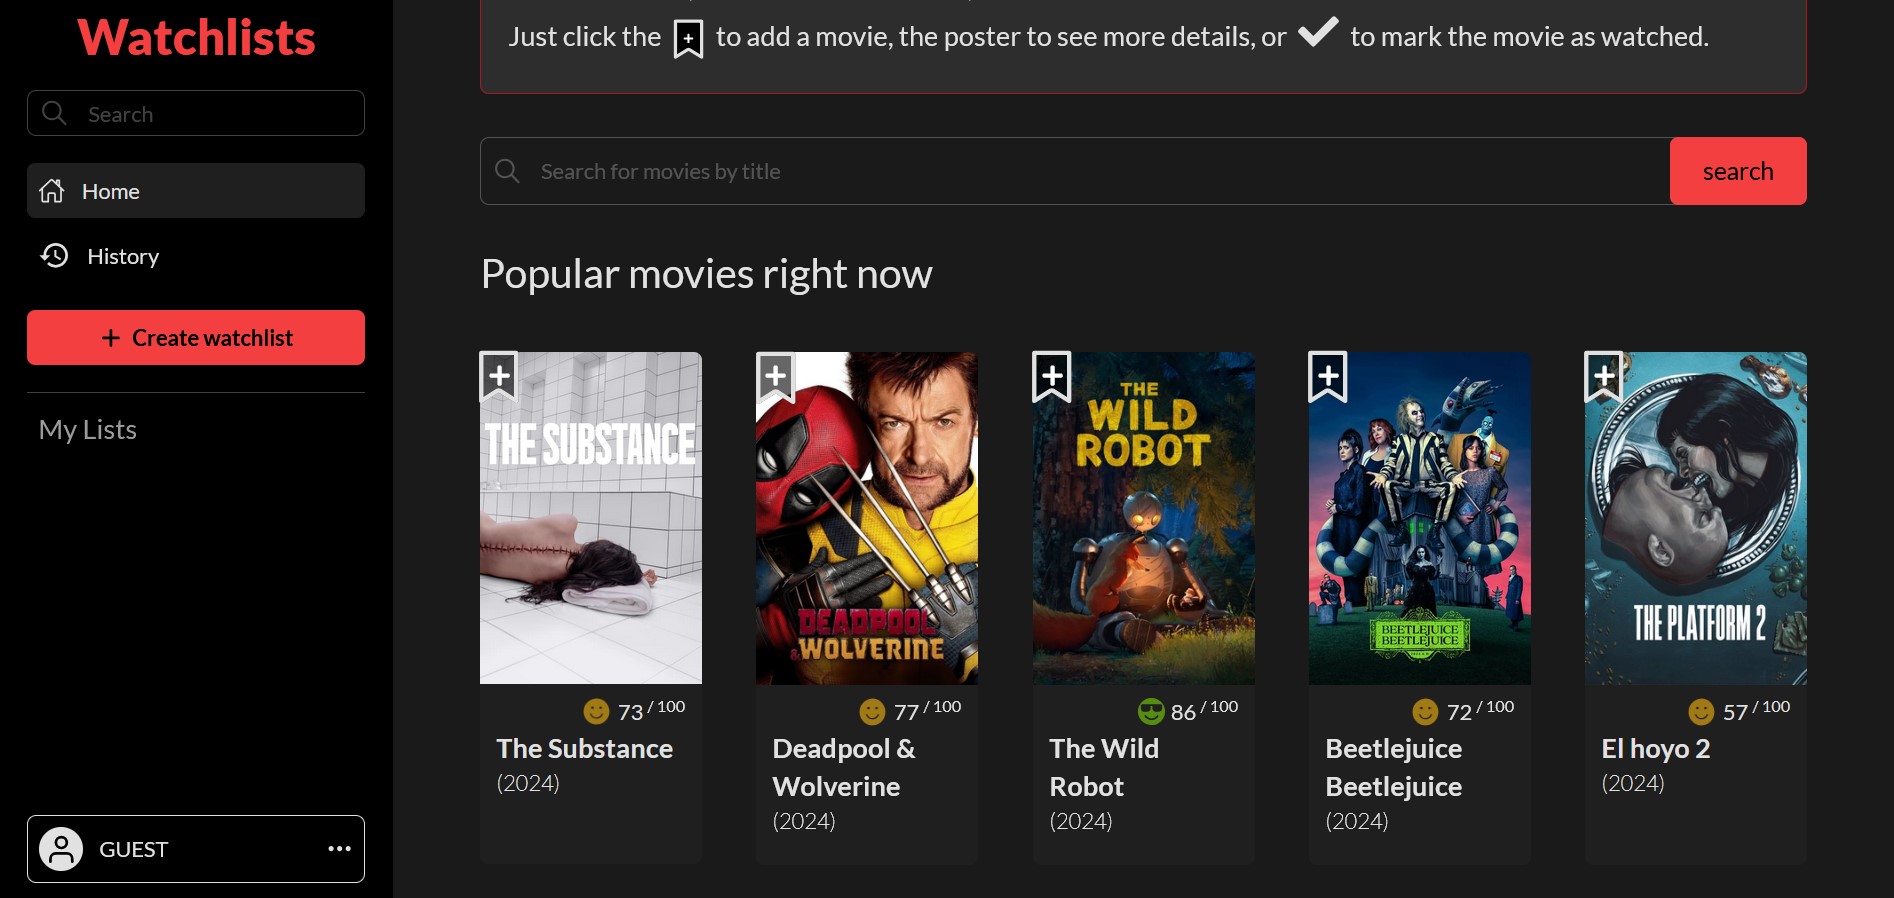 Watchlists
Search
Home
History
+ Create watchlist
My Lists
GUEST
Just click the + to add a movie, the poster to see more details, or to mark the movie as watched.
Search for movies by title
search
Popular movies right now
THE SUBSTANCE
73 / 100
The Substance
(2024)
DEADPOOL
& WOLVERINE
77 / 100
Deadpool &
Wolverine
(2024)
THE
WILD
ROBOT
86 / 100
The Wild
Robot
(2024)
BEETLEJUICE
BEETLEJUICE
72 / 100
Beetlejuice
Beetlejuice
(2024)
THE PLATFORM 2
57 / 100
El hoyo 2
(2024)